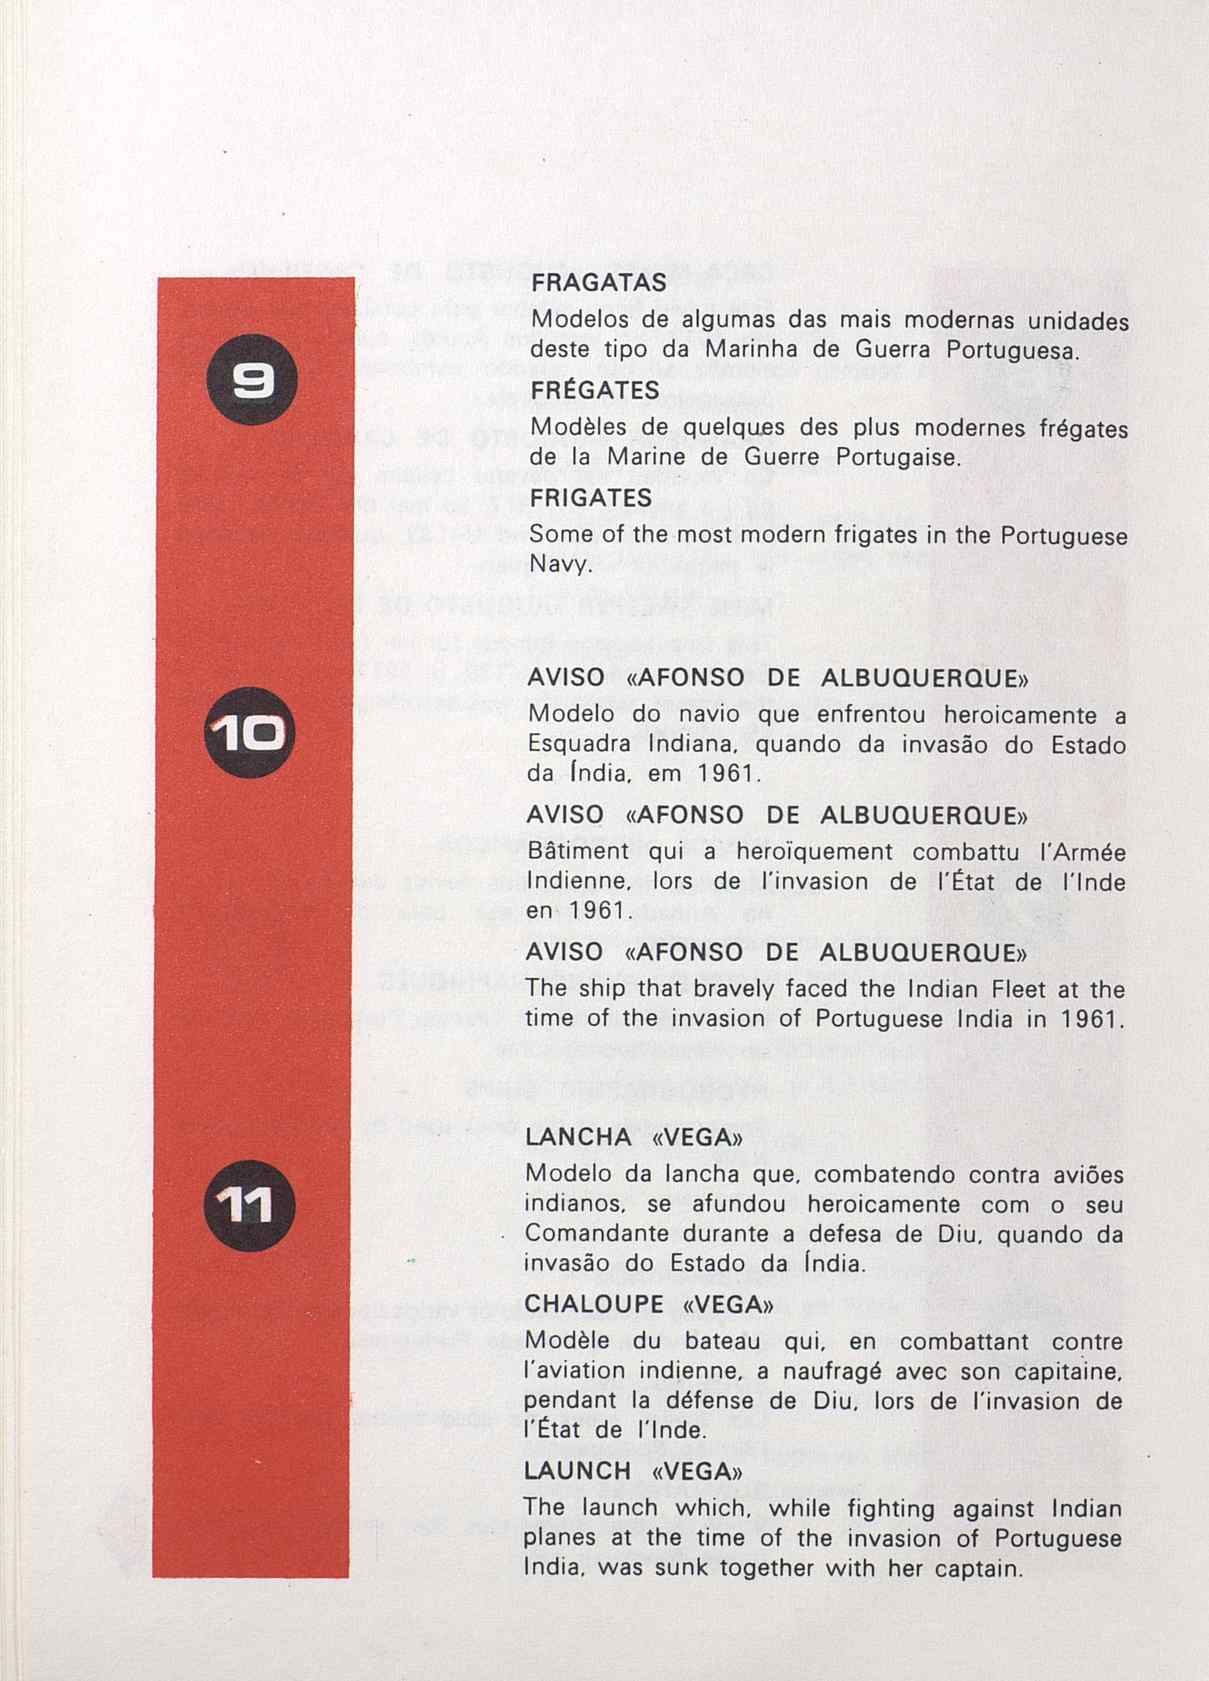 9
FRAGATAS
Modelos de algumas das mais modernas unidades
deste tipo da Marinha de Guerra Portuguesa.
FRÉGATES
Modèles de quelques des plus modernes frégates
de la Marine de Guerre Portugaise.
FRIGATES
Some of the most modern frigates in the Portuguese
Navy.
10
AVISO «AFONSO DE ALBUQUERQUE»
Modelo do navio que enfrentou heroicamente a
Esquadra Indiana, quando da invasão do Estado
da Índia, em 1961.
AVISO «AFONSO DE ALBUQUERQUE»
Bâtiment qui a heroïquement combattu l'Armée
Indienne, lors de l'invasion de l'État de l'Inde
en 1961.
AVISO «AFONSO DE ALBUQUERQUE»
The ship that bravely faced the Indian Fleet at the
time of the invasion of Portuguese India in 1961.
11
LANCHA «VEGA»
Modelo da lancha que, combatendo contra aviões
indianos, se afundou heroicamente com o seu
Comandante durante a defesa de Diu, quando da
invasão do Estado da Índia.
CHALOUPE «VEGA»
Modèle du bateau qui, en combattant contre
l'aviation indienne, a naufragé avec son capitaine,
pendant la défense de Diu, lors de l'invasion de
l'État de l'Inde.
LAUNCH «VEGA»
The launch which, while fighting against Indian
planes at the time of the invasion of Portuguese
India, was sunk together with her captain.